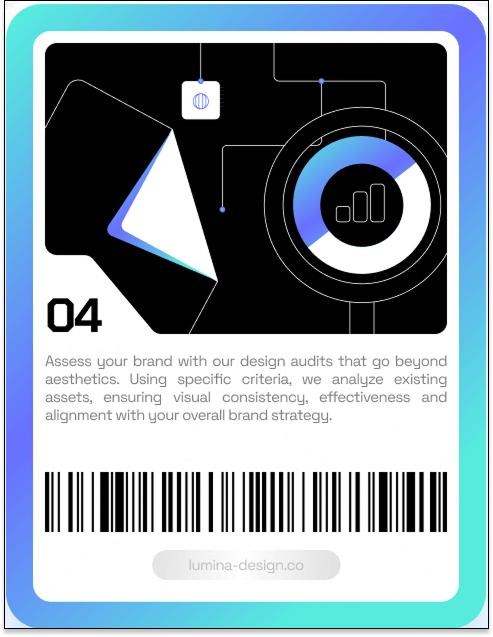 04
Assess your brand with our design audits that go beyond
aesthetics. Using specific criteria, we analyze existing
assets, ensuring visual consistency, effectiveness and
alignment with your overall brand strategy.
lumina-design.co